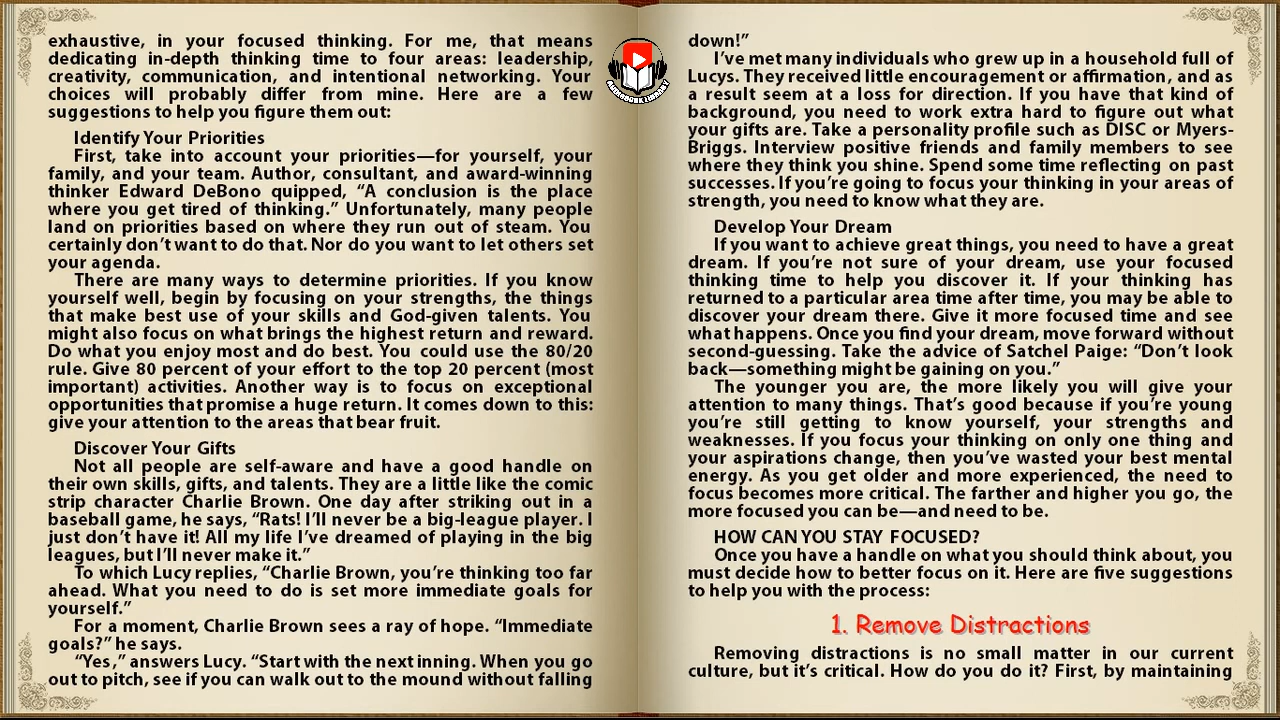 exhaustive, in your focused thinking. For me, that means
dedicating in-depth thinking time to four areas: leadership,
creativity, communication, and intentional networking. Your
choices will probably differ from mine. Here are a few
suggestions to help you figure them out:
Identify Your Priorities
First, take into account your priorities—for yourself, your
family, and your team. Author, consultant, and award-winning
thinker Edward DeBono quipped, “A conclusion is the place
where you get tired of thinking.” Unfortunately, many people
land on priorities based on where they run out of steam. You
certainly don’t want to do that. Nor do you want to let others set
your agenda.
There are many ways to determine priorities. If you know
yourself well, begin by focusing on your strengths, the things
that make best use of your skills and God-given talents. You
might also focus on what brings the highest return and reward.
Do what you enjoy most and do best. You could use the 80/20
rule. Give 80 percent of your effort to the top 20 percent (most
important) activities. Another way is to focus on exceptional
opportunities that promise a huge return. It comes down to this:
give your attention to the areas that bear fruit.
Discover Your Gifts
Not all people are self-aware and have a good handle on
their own skills, gifts, and talents. They are a little like the comic
strip character Charlie Brown. One day after striking out in a
baseball game, he says, “Rats! I’ll never be a big-league player. I
just don’t have it! All my life I’ve dreamed of playing in the big
leagues, but I’ll never make it.”
To which Lucy replies, “Charlie Brown, you’re thinking too far
ahead. What you need to do is set more immediate goals for
yourself.”
For a moment, Charlie Brown sees a ray of hope. “Immediate
goals?” he says.
“Yes,” answers Lucy. “Start with the next inning. When you go
out to pitch, see if you can walk out to the mound without falling
AUDIOBOOK LIBRARY
down!”
I’ve met many individuals who grew up in a household full of
Lucys. They received little encouragement or affirmation, and as
a result seem at a loss for direction. If you have that kind of
background, you need to work extra hard to figure out what
your gifts are. Take a personality profile such as DISC or Myers-
Briggs. Interview positive friends and family members to see
where they think you shine. Spend some time reflecting on past
successes. If you’re going to focus your thinking in your areas of
strength, you need to know what they are.
Develop Your Dream
If you want to achieve great things, you need to have a great
dream. If you’re not sure of your dream, use your focused
thinking time to help you discover it. If your thinking has
returned to a particular area time after time, you may be able to
discover your dream there. Give it more focused time and see
what happens. Once you find your dream, move forward without
second-guessing. Take the advice of Satchel Paige: “Don’t look
back—something might be gaining on you.”
The younger you are, the more likely you will give your
attention to many things. That’s good because if you’re young
you’re still getting to know yourself, your strengths and
weaknesses. If you focus your thinking on only one thing and
your aspirations change, then you’ve wasted your best mental
energy. As you get older and more experienced, the need to
focus becomes more critical. The farther and higher you go, the
more focused you can be—and need to be.
HOW CAN YOU STAY FOCUSED?
Once you have a handle on what you should think about, you
must decide how to better focus on it. Here are five suggestions
to help you with the process:
1. Remove Distractions
Removing distractions is no small matter in our current
culture, but it’s critical. How do you do it? First, by maintaining